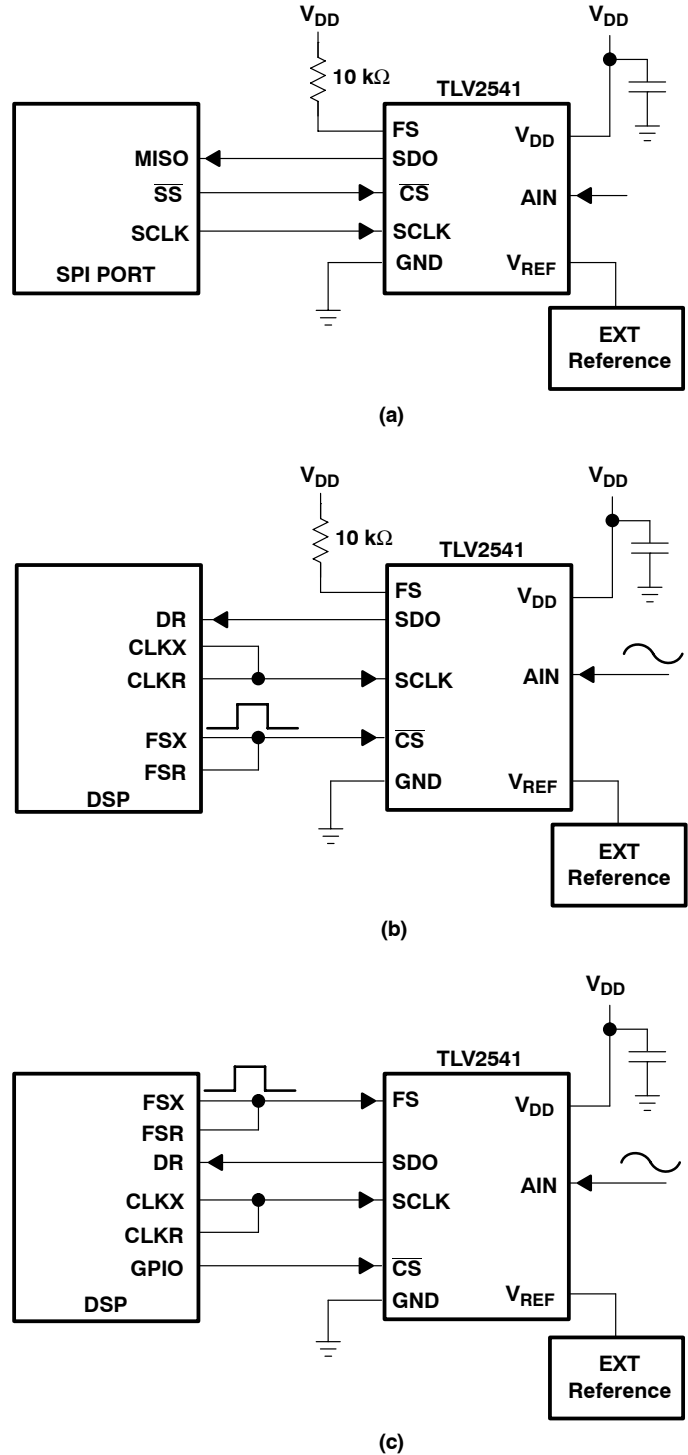 VDD
VDD
10 kΩ
TLV2541
FS
VDD
MISO
SDO
SS
CS
AIN
SCLK
SCLK
GND
VREF
SPI PORT
EXT
Reference
(a)
VDD
VDD
10 kΩ
TLV2541
FS
VDD
DR
SDO
CLKX
CLKR
SCLK
AIN
FSX
CS
FSR
GND
VREF
DSP
EXT
Reference
(b)
VDD
TLV2541
FSX
FS
VDD
FSR
DR
SDO
AIN
CLKX
SCLK
CLKR
GPIO
CS
DSP
GND
VREF
EXT
Reference
(c)